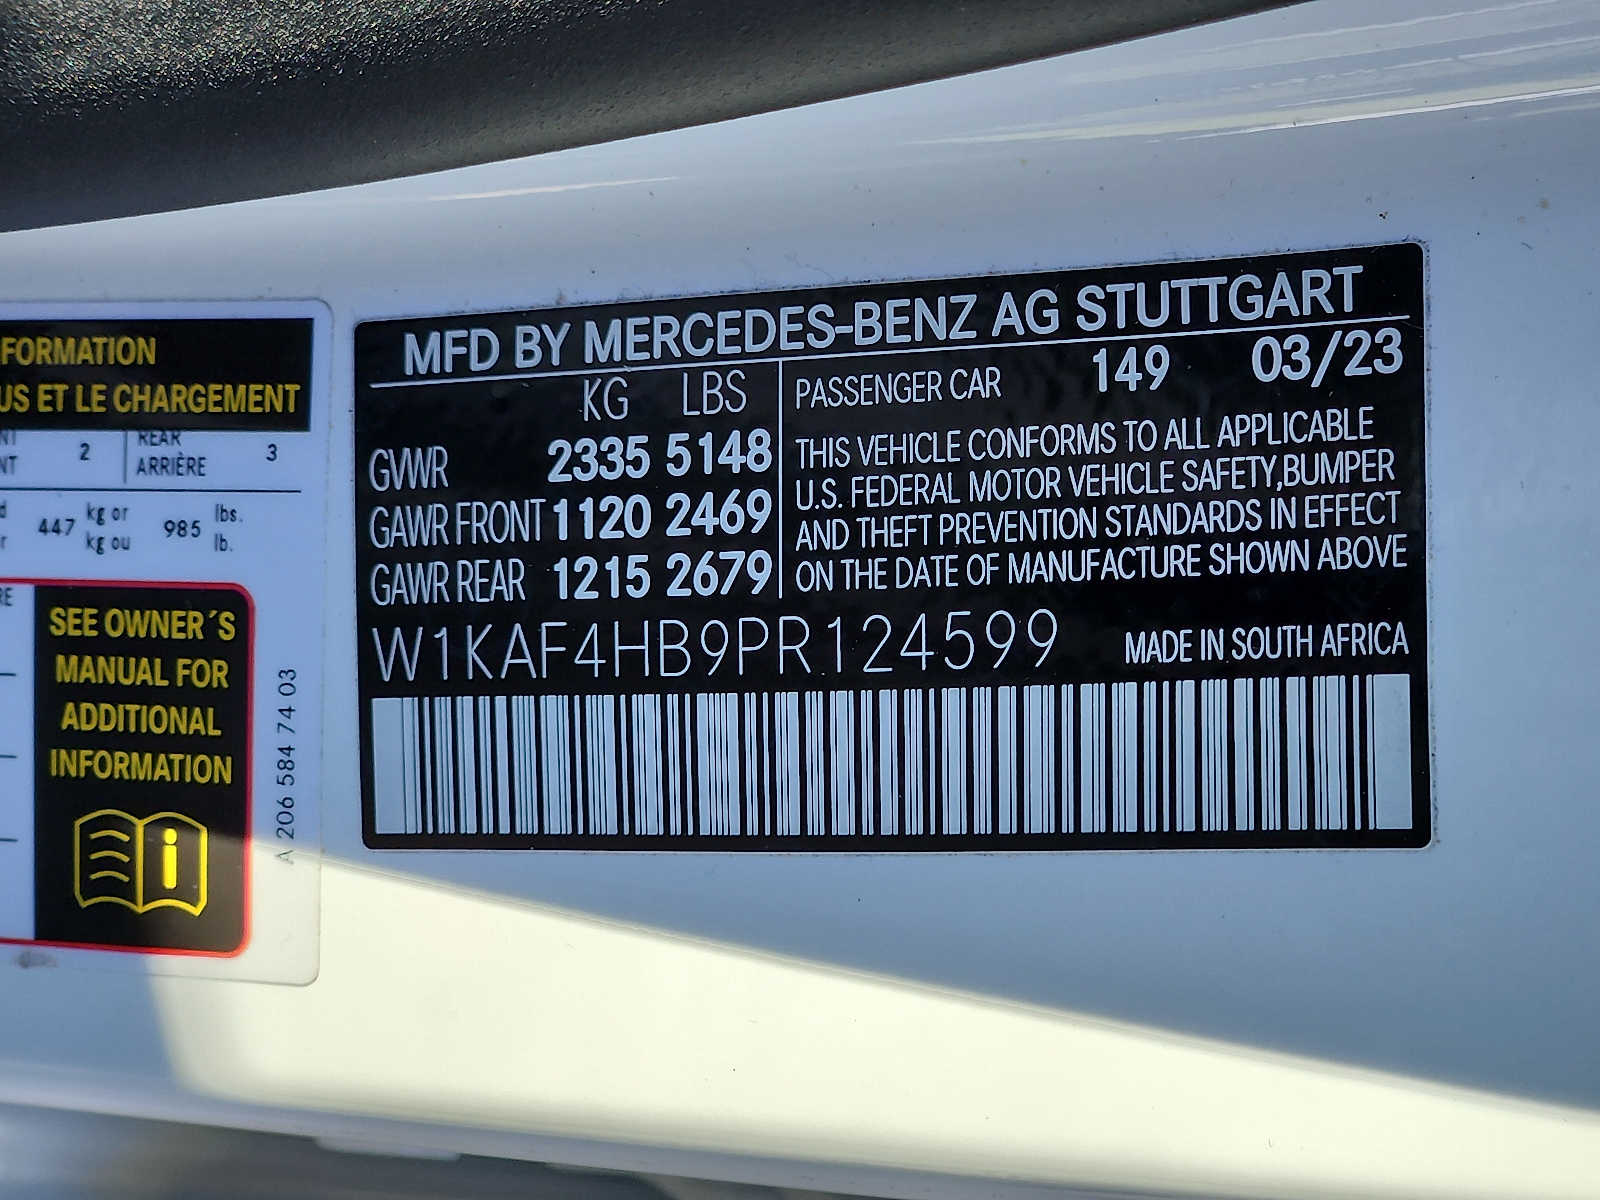 FORMATION
US ET LE CHARGEMENT
2
REAR
ARRIÈRE
3
447 kg or 985 lbs.
kg ou lb.
SEE OWNER´S
MANUAL FOR
ADDITIONAL
INFORMATION
A 206 584 74 03
MFD BY MERCEDES-BENZ AG STUTTGART
KG LBS
GVWR 2335 5148
GAWR FRONT 1120 2469
GAWR REAR 1215 2679
PASSENGER CAR 149 03/23
THIS VEHICLE CONFORMS TO ALL APPLICABLE
U.S. FEDERAL MOTOR VEHICLE SAFETY,BUMPER
AND THEFT PREVENTION STANDARDS IN EFFECT
ON THE DATE OF MANUFACTURE SHOWN ABOVE
W1KAF4HB9PR124599 MADE IN SOUTH AFRICA